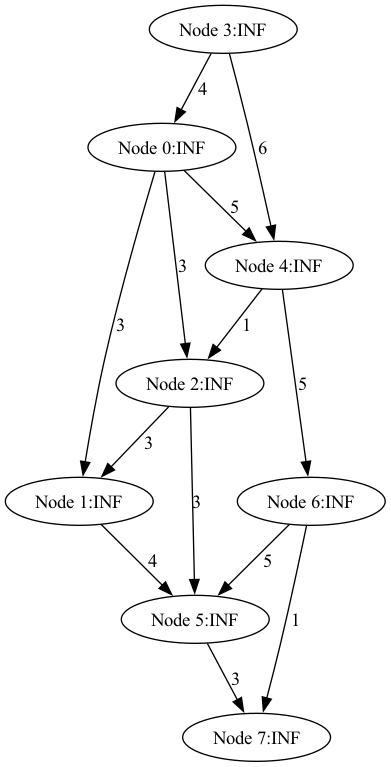 Node 3:INF
4
Node 0:INF
6
5
Node 4:INF
3
3
1
Node 2:INF
5
3
Node 1:INF
3
Node 6:INF
4
5
Node 5:INF
1
3
Node 7:INF